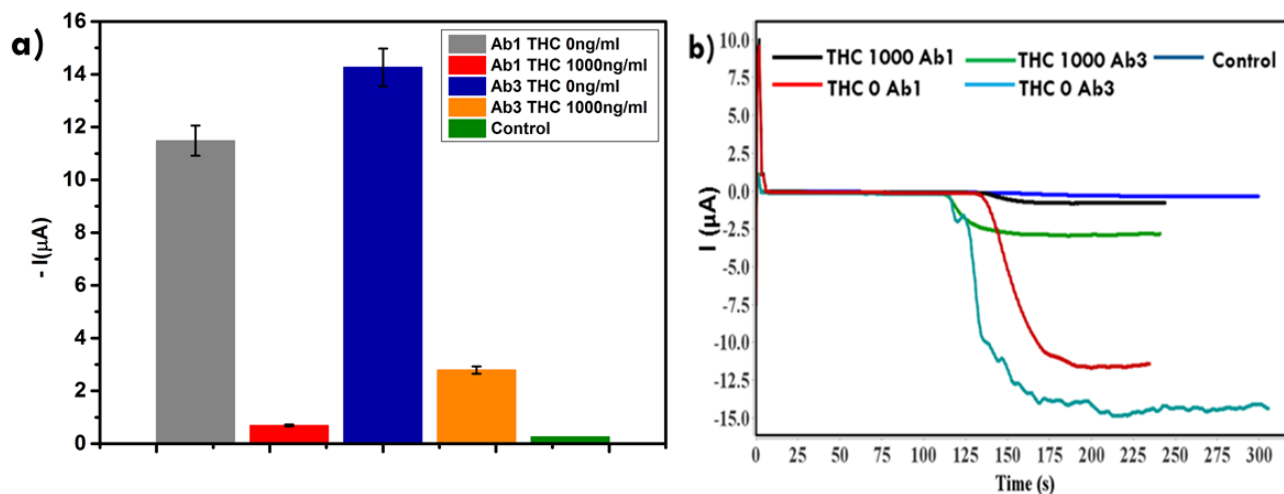 a)
16
14
12
10
8
6
4
2
0
- I(μA)
Ab1 THC 0ng/ml
Ab1 THC 1000ng/ml
Ab3 THC 0ng/ml
Ab3 THC 1000ng/ml
Control
b)
10.0
7.5
5.0
2.5
0.0
-2.5
-5.0
-7.5
-10.0
-12.5
-15.0
I (μA)
THC 1000 Ab1 THC 1000 Ab3 Control
THC 0 Ab1 THC 0 Ab3
0 25 50 75 100 125 150 175 200 225 250 275 300
Time (s)